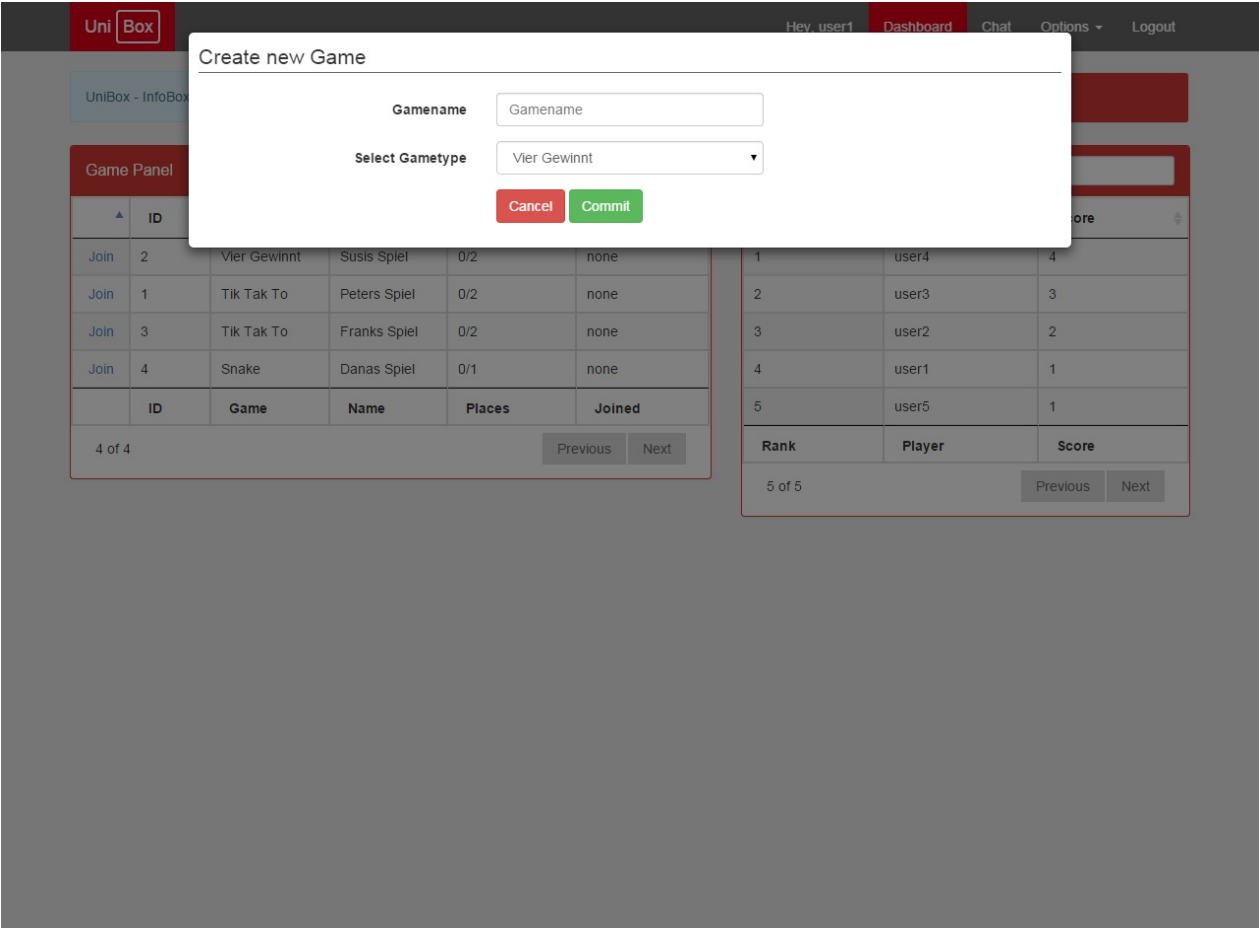 Uni Box Hey, user1 Dashboard Chat Options Logout
Create new Game
UniBox - InfoBox
Gamename Gamename
Select Gametype Vier Gewinnt
Cancel Commit
Game Panel
ID
Join 2 Vier Gewinnt Susis Spiel 0/2 none
Join 1 Tik Tak To Peters Spiel 0/2 none
Join 3 Tik Tak To Franks Spiel 0/2 none
Join 4 Snake Danas Spiel 0/1 none
ID Game Name Places Joined
4 of 4 Previous Next
ore
1 user4 4
2 user3 3
3 user2 2
4 user1 1
5 user5 1
Rank Player Score
5 of 5 Previous Next